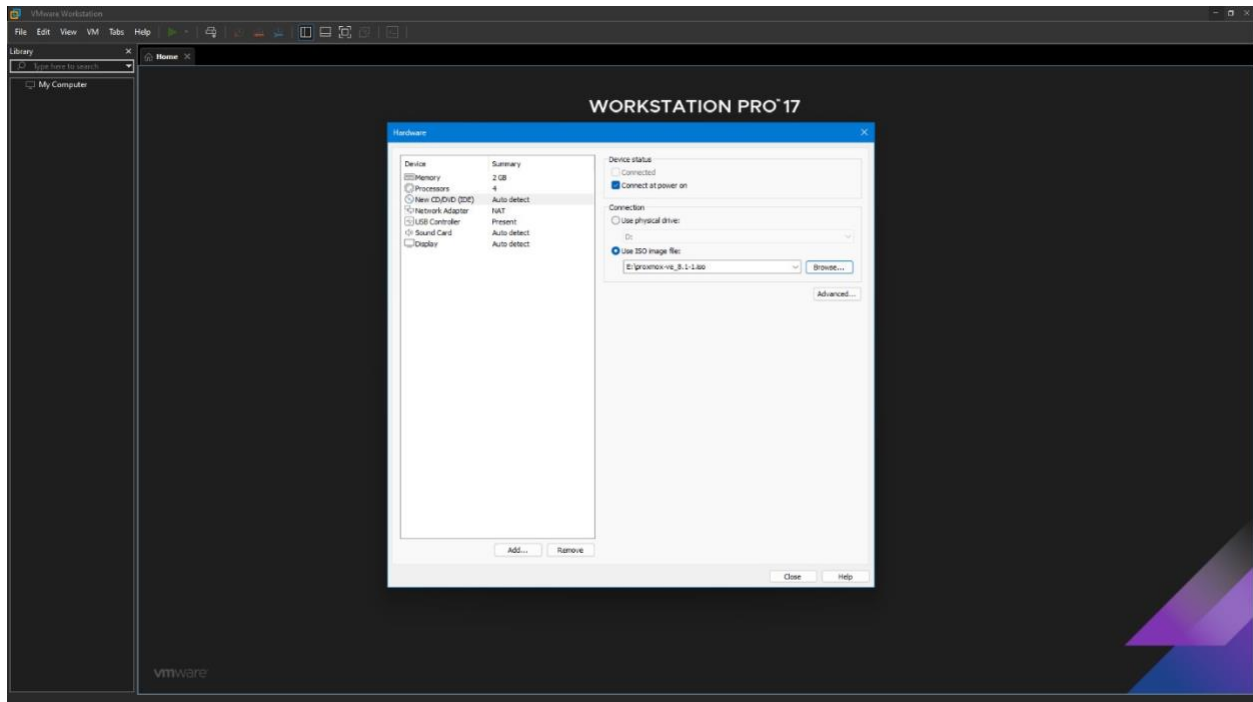 VMware Workstation
File Edit View VM Tabs Help
Library
Home
Type here to search
My Computer
WORKSTATION PRO™ 17
Hardware
Device Summary
Memory 2 GB
Processors 4
New CD/DVD (IDE) Auto detect
Network Adapter NAT
USB Controller Present
Sound Card Auto detect
Display Auto detect
Add... Remove
Device status
Connected
Connect at power on
Connection
Use physical drive:
D:
Use ISO image file:
E:\proxmox-ve_8.1-1.iso Browse...
Advanced...
Close Help
vmware